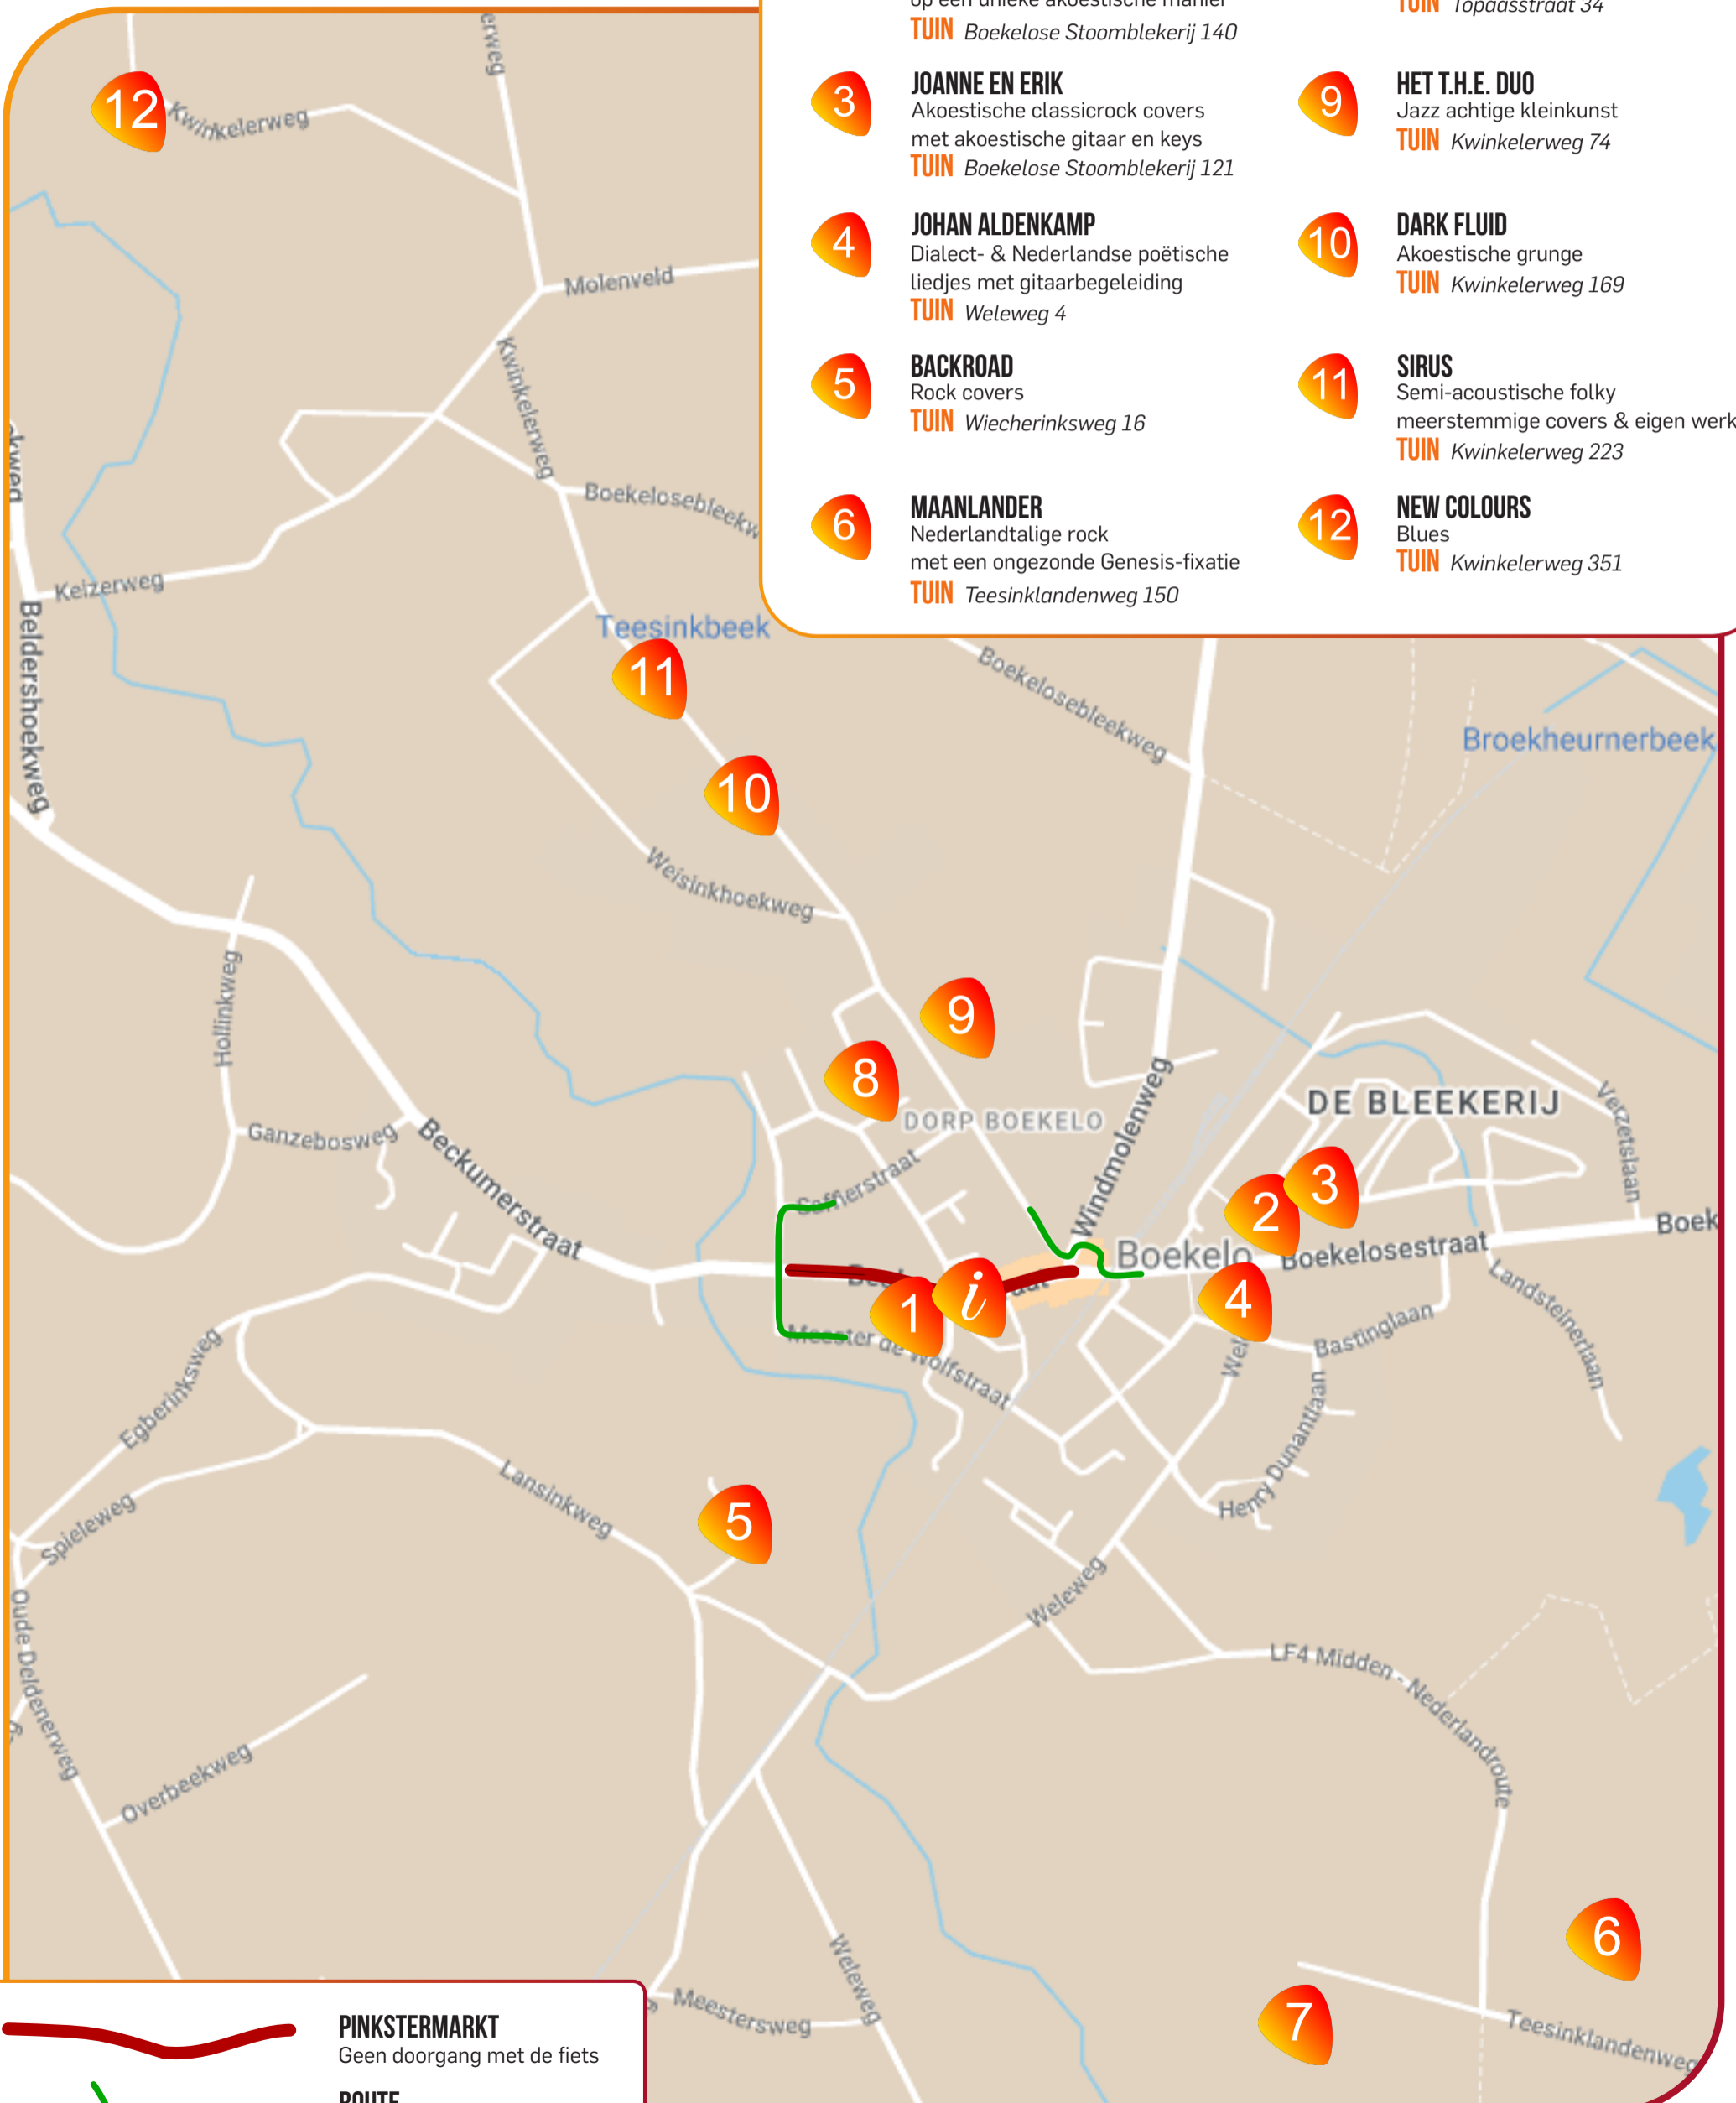 op een unieke akoestische manier
TUIN Boekelose Stoomblekerij 140
3
JOANNE EN ERIK
Akoestische classicrock covers
met akoestische gitaar en keys
TUIN Boekelose Stoomblekerij 121
4
JOHAN ALDENKAMP
Dialect- & Nederlandse poëtische
liedjes met gitaarbegeleiding
TUIN Weleweg 4
5
BACKROAD
Rock covers
TUIN Wiecherinksweg 16
6
MAANLANDER
Nederlandtalige rock
met een ongezonde Genesis-fixatie
TUIN Teesinklandenweg 150
TUIN Topaasstraat 34
9
HET T.H.E. DUO
Jazz achtige kleinkunst
TUIN Kwinkelerweg 74
10
DARK FLUID
Akoestische grunge
TUIN Kwinkelerweg 169
11
SIRUS
Semi-acoustische folky
meerstemmige covers & eigen werk
TUIN Kwinkelerweg 223
12
NEW COLOURS
Blues
TUIN Kwinkelerweg 351
12
Kwinkelerweg
erweg
Molenveld
Kwinkelerweg
Boekelosebleekw
ekweg
Keizerweg
Beldershoekweg
Teesinkbeek
11
Boekelosebleekweg
Broekheurnerbeek
10
Weisinkhoekweg
Hollinkweg
9
8
DORP BOEKELO
Windmolenweg
DE BLEEKERIJ
Verzetslaan
Ganzebosweg
Beckumerstraat
Saffierstraat
2
3
Boekelo
Boekelosestraat
Boek
1
i
4
Meester de Wolfstraat
Landsteinerlaan
Bastinglaan
Wel
Henry Dunantlaan
Egberinksweg
Spieleweg
Lansinkweg
5
Weleweg
LF4 Midden - Nederlandroute
Oude Deldenerweg
Overbeekweg
6
7
Teesinklandenweg
Weleweg
Meestersweg
PINKSTERMARKT
Geen doorgang met de fiets
ROUTE